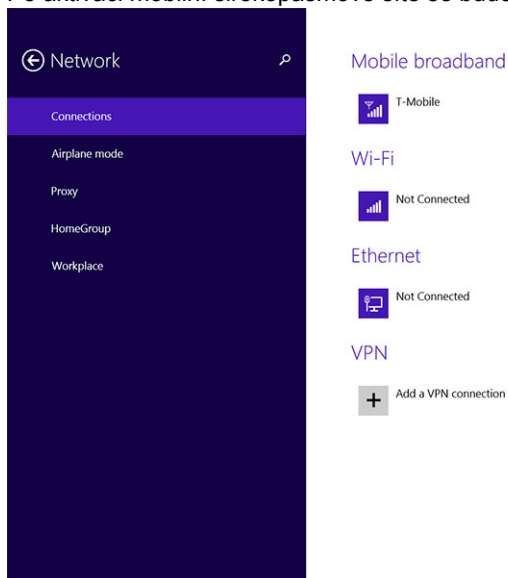 Network
Connections
Airplane mode
Proxy
HomeGroup
Workplace
Mobile broadband
T-Mobile
Wi-Fi
Not Connected
Ethernet
Not Connected
VPN
Add a VPN connection